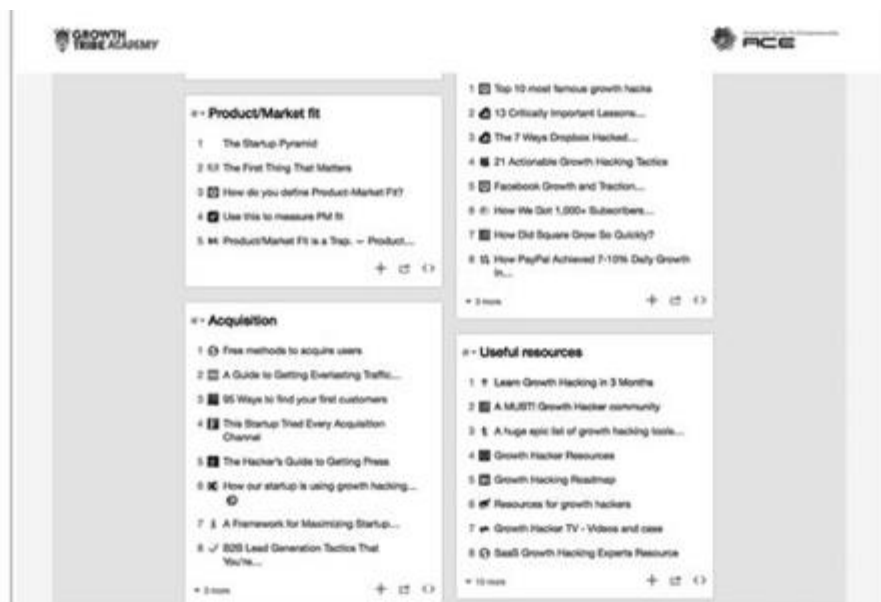 GROWTH
TRIBE ACADEMY
ACE
Product/Market fit
1 The Startup Pyramid
2 The First Thing That Matters
3 How do you define Product-Market Fit?
4 Use this to measure PM fit
5 Product/Market Fit is a Trap. — Product...
Acquisition
1 Free methods to acquire users
2 A Guide to Getting Everlasting Traffic...
3 95 Ways to find your first customers
4 This Startup Tried Every Acquisition
Channel
5 The Hacker's Guide to Getting Press
6 How our startup is using growth hacking...
7 A Framework for Maximizing Startup...
8 B2B Lead Generation Tactics That
You're...
3 more
1 Top 10 most famous growth hacks
2 13 Critically Important Lessons...
3 The 7 Ways Dropbox Hacked...
4 21 Actionable Growth Hacking Tactics
5 Facebook Growth and Traction...
6 How We Got 1,000+ Subscribers...
7 How Did Square Grow So Quickly?
8 How PayPal Achieved 7-10% Daily Growth
In...
3 more
Useful resources
1 Learn Growth Hacking in 3 Months
2 A MUST! Growth Hacker community
3 A huge epic list of growth hacking tools...
4 Growth Hacker Resources
5 Growth Hacking Roadmap
6 Resources for growth hackers
7 Growth Hacker TV - Videos and case
8 SaaS Growth Hacking Experts Resource
10 more